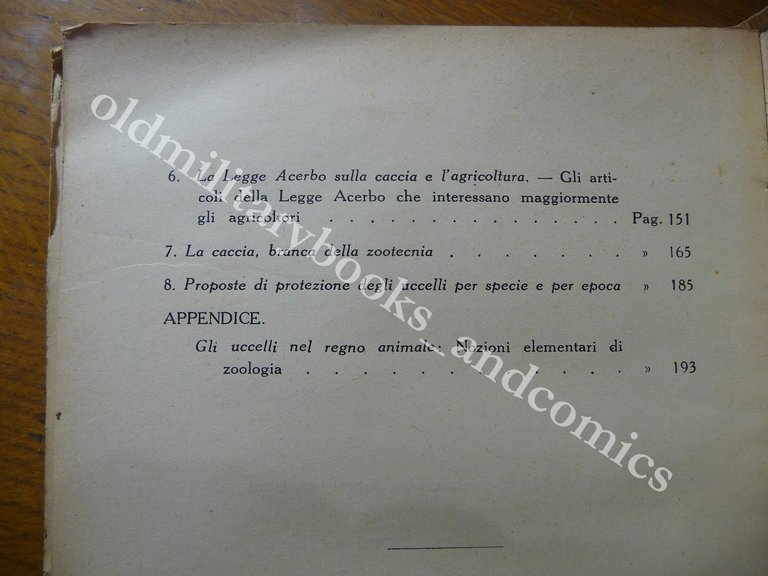 6. La Legge Acerbo sulla caccia e l'agricoltura. — Gli arti-
coli della Legge Acerbo che interessano maggiormente
gli agricoltori . . . . . . . . . . . . . . . Pag. 151
7. La caccia, branca della zootecnia . . . . . . . » 165
8. Proposte di protezione degli uccelli per specie e per epoca » 185
APPENDICE.
Gli uccelli nel regno animale: Nozioni elementari di
zoologia . . . . . . . . . . . . » 193
oldmilitarybooks_andcomics